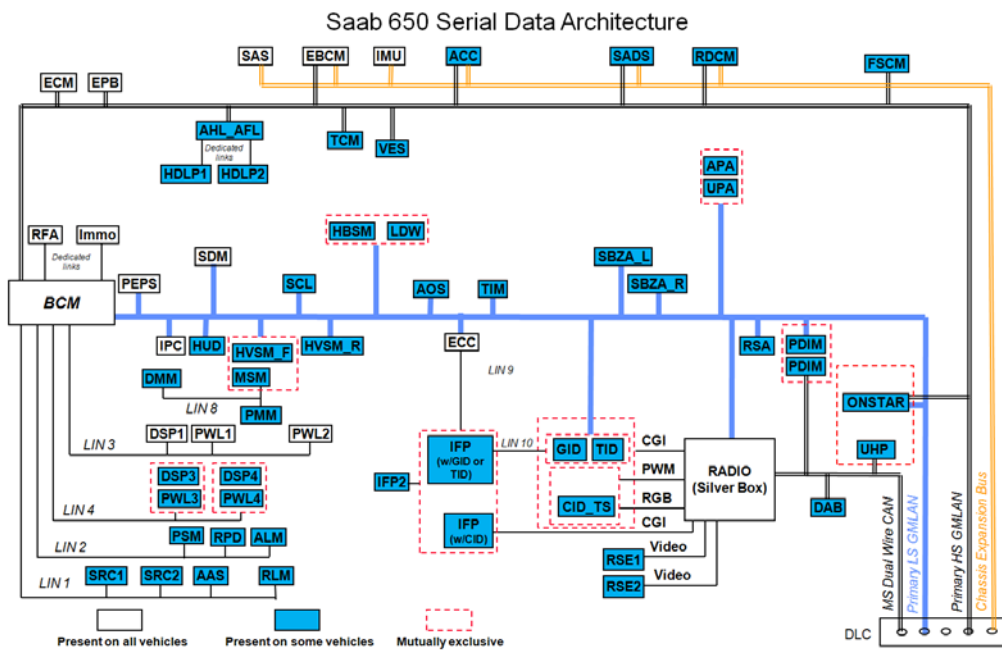 Saab 650 Serial Data Architecture
SAS
EBCM
IMU
ACC
SADS
RDCM
FSCM
ECM
EPB
AHL_AFL
Dedicated
links
HDLP1
HDLP2
TCM
VES
APA
UPA
RFA
Immo
Dedicated
links
HBSM
LDW
SDM
SBZA_L
BCM
PEPS
SCL
AOS
TIM
SBZA_R
IPC
HUD
HVSM_F
HVSM_R
ECC
RSA
PDIM
PDIM
DMM
MSM
LIN 9
LIN 8
PMM
ONSTAR
LIN 3
DSP1
PWL1
PWL2
IFP
(w/GID or
TID)
LIN 10
GID
TID
CGI
RADIO
(Silver Box)
UHP
DSP3
DSP4
PWL3
PWL4
IFP2
PWM
CID_TS
RGB
DAB
LIN 4
IFP
(w/CID)
CGI
PSM
RPD
ALM
LIN 2
RSE1
Video
RSE2
Video
LIN 1
SRC1
SRC2
AAS
RLM
MS Dual Wire CAN
Primary LS GMLAN
Primary HS GMLAN
Chassis Expansion Bus
DLC
Present on all vehicles
Present on some vehicles
Mutually exclusive